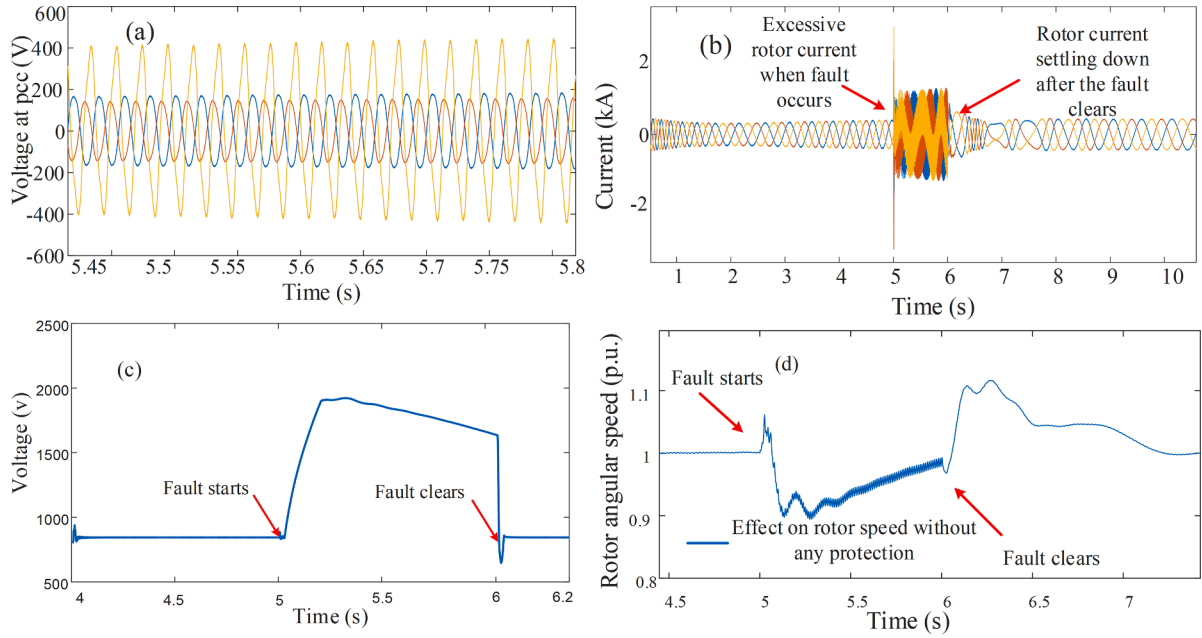 (a)
Voltage at pcc (V)
600
400
200
0
-200
-400
-600
5.45 5.5 5.55 5.6 5.65 5.7 5.75 5.8
Time (s)
(b)
Excessive
rotor current
when fault
occurs
Rotor current
settling down
after the fault
clears
Current (kA)
2
0
-2
1 2 3 4 5 6 7 8 9 10
Time (s)
(c)
Voltage (v)
2500
2000
1500
1000
500
Fault starts
Fault clears
4 4.5 5 5.5 6 6.2
Time (s)
(d)
Rotor angular speed (p.u.)
1.1
1
0.9
0.8
Fault starts
Effect on rotor speed without
any protection
Fault clears
4.5 5 5.5 6 6.5 7
Time (s)